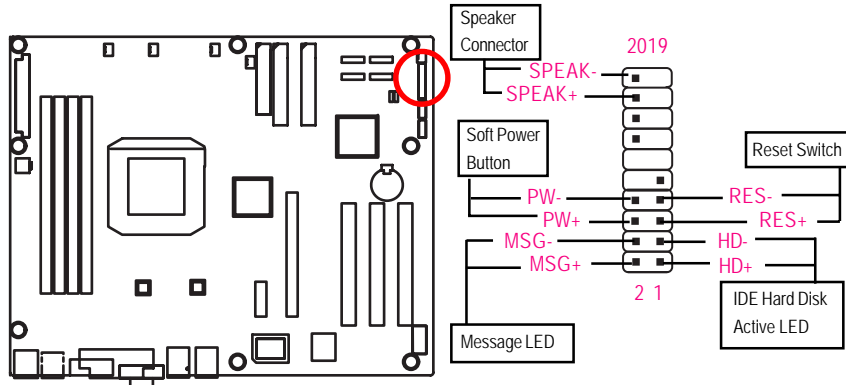 Speaker
Connector
2019
SPEAK-
SPEAK+
Soft Power
Button
Reset Switch
PW-
RES-
PW+
RES+
MSG-
HD-
MSG+
HD+
2 1
Message LED
IDE Hard Disk
Active LED